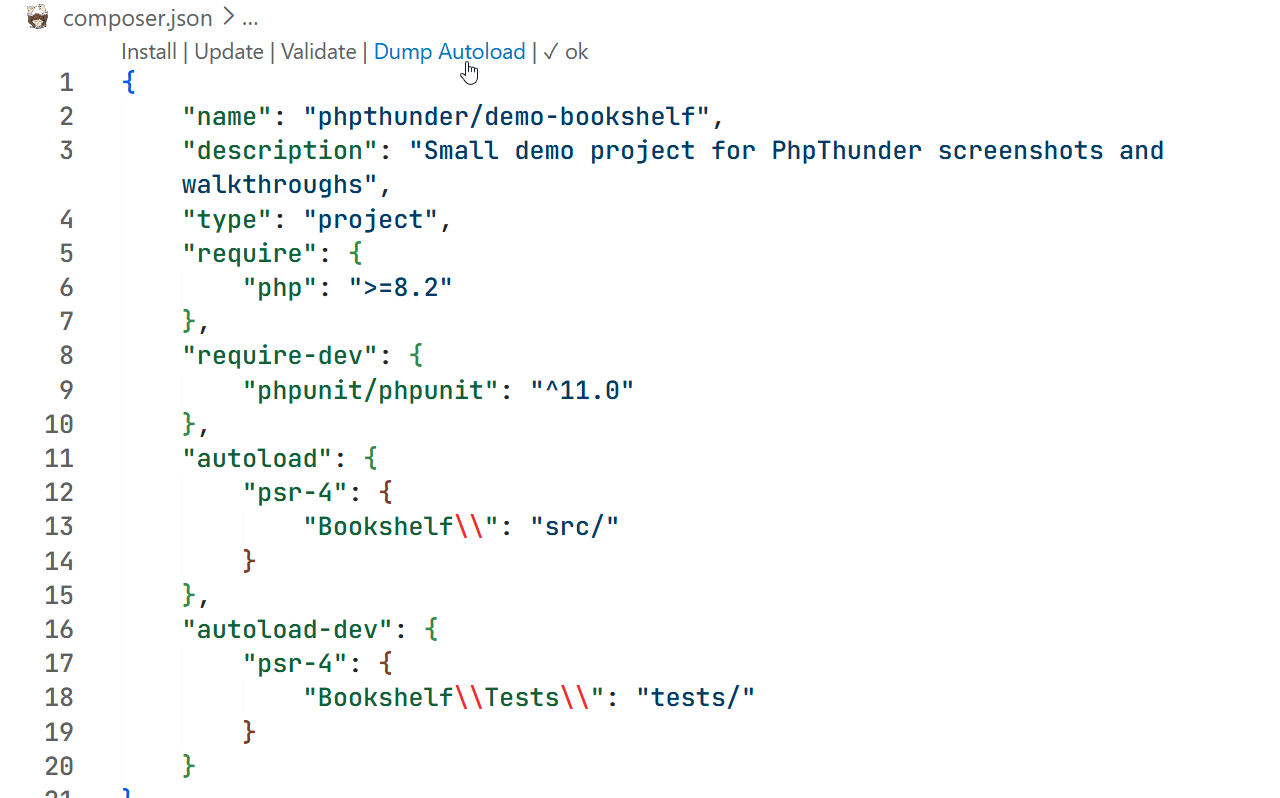 composer.json > ...
Install | Update | Validate | Dump Autoload | ✓ ok
1 {
2 "name": "phpthunder/demo-bookshelf",
3 "description": "Small demo project for PhpThunder screenshots and
walkthroughs",
4 "type": "project",
5 "require": {
6 "php": ">=8.2"
7 },
8 "require-dev": {
9 "phpunit/phpunit": "^11.0"
10 },
11 "autoload": {
12 "psr-4": {
13 "Bookshelf\\": "src/"
14 }
15 },
16 "autoload-dev": {
17 "psr-4": {
18 "Bookshelf\\Tests\\": "tests/"
19 }
20 }
21 }